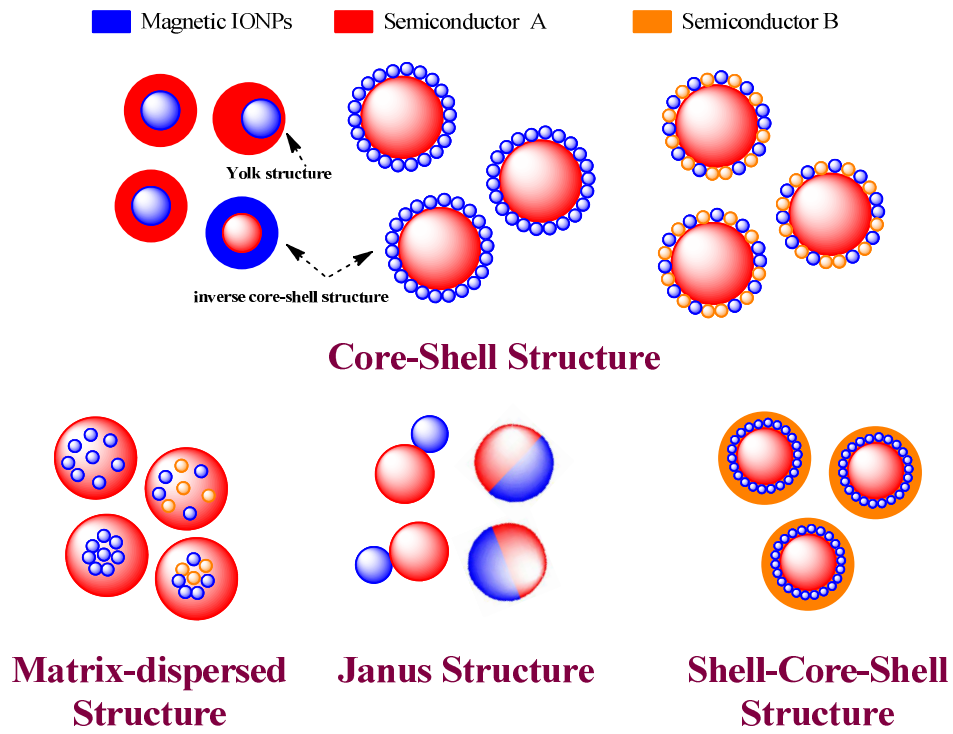 Magnetic IONPs
Semiconductor A
Semiconductor B
Yolk structure
inverse core-shell structure
Core-Shell Structure
Matrix-dispersed
Structure
Janus Structure
Shell-Core-Shell
Structure